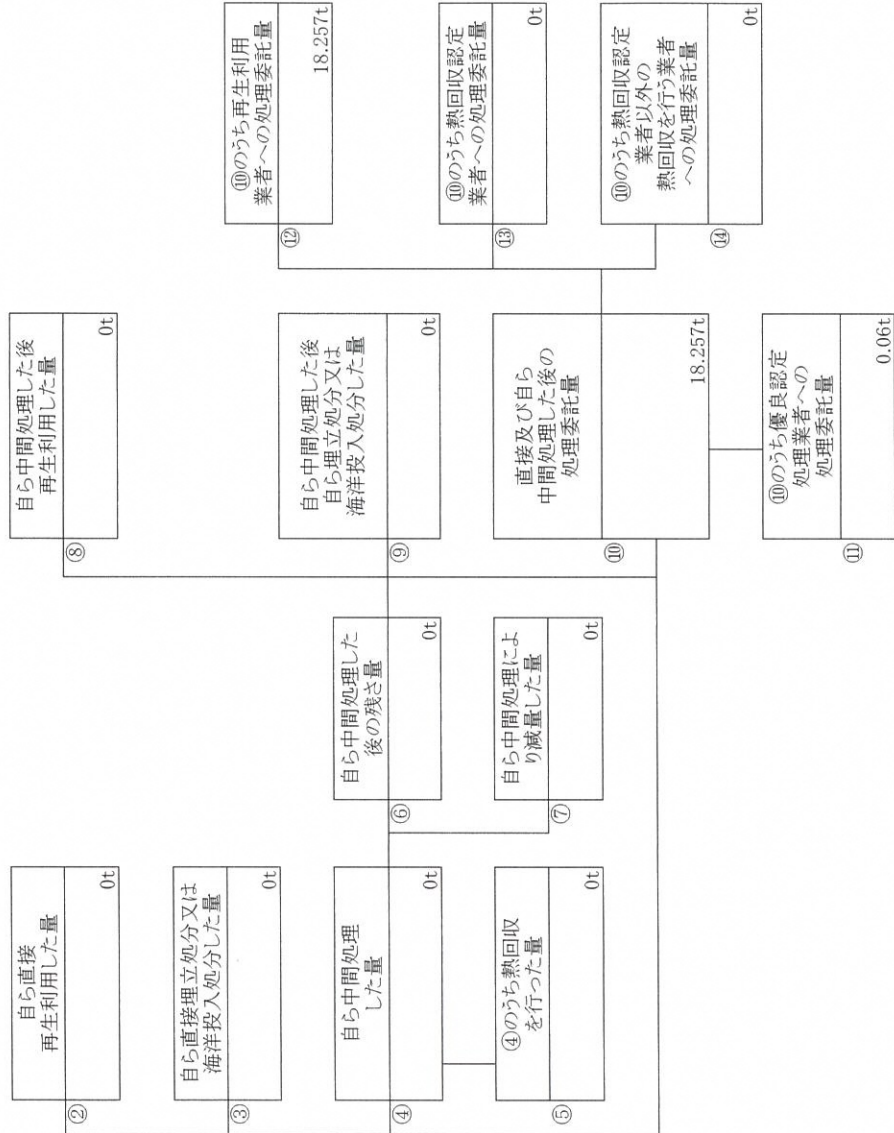 ②
自ら直接
再生利用した量
0t
③
自ら直接埋立処分又は
海洋投入処分した量
0t
④
自ら中間処理
した量
0t
⑤
④のうち熱回収
を行った量
0t
⑥
自ら中間処理した
後の残さ量
0t
⑦
自ら中間処理によ
り減量した量
0t
⑧
自ら中間処理した後
再生利用した量
0t
⑨
自ら中間処理した後
自ら埋立処分又は
海洋投入処分した量
0t
⑩
直接及び自ら
中間処理した後の
処理委託量
18.257t
⑪
⑩のうち優良認定
処理業者への
処理委託量
0.06t
⑫
⑩のうち再生利用
業者への処理委託量
18.257t
⑬
⑩のうち熱回収認定
業者への処理委託量
0t
⑭
⑩のうち熱回収認定
業者以外の
熱回収を行う業者
への処理委託量
0t